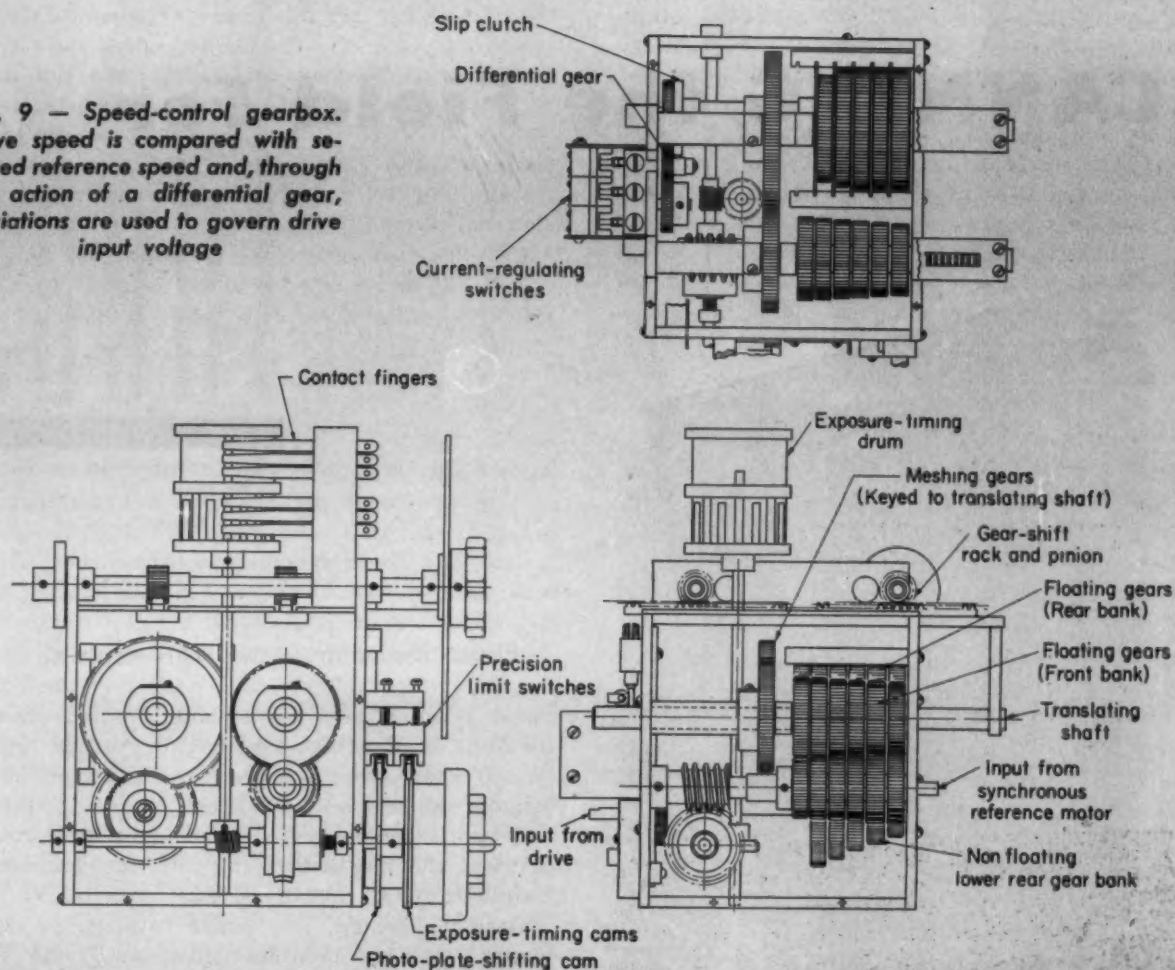 9 — Speed-control gearbox.
speed is compared with se-
reference speed and, through
action of a differential gear,
are used to govern drive
input voltage
Slip clutch
Differential gear
Current-regulating
switches
Contact fingers
Precision
limit switches
Exposure-timing cams
Photo-plate-shifting cam
Exposure-timing
drum
Meshing gears
(Keyed to translating shaft)
Gear-shift
rack and pinion
Floating gears
(Rear bank)
Floating gears
(Front bank)
Translating
shaft
Input from
synchronous
reference motor
Input from
drive
Non floating
lower rear gear bank